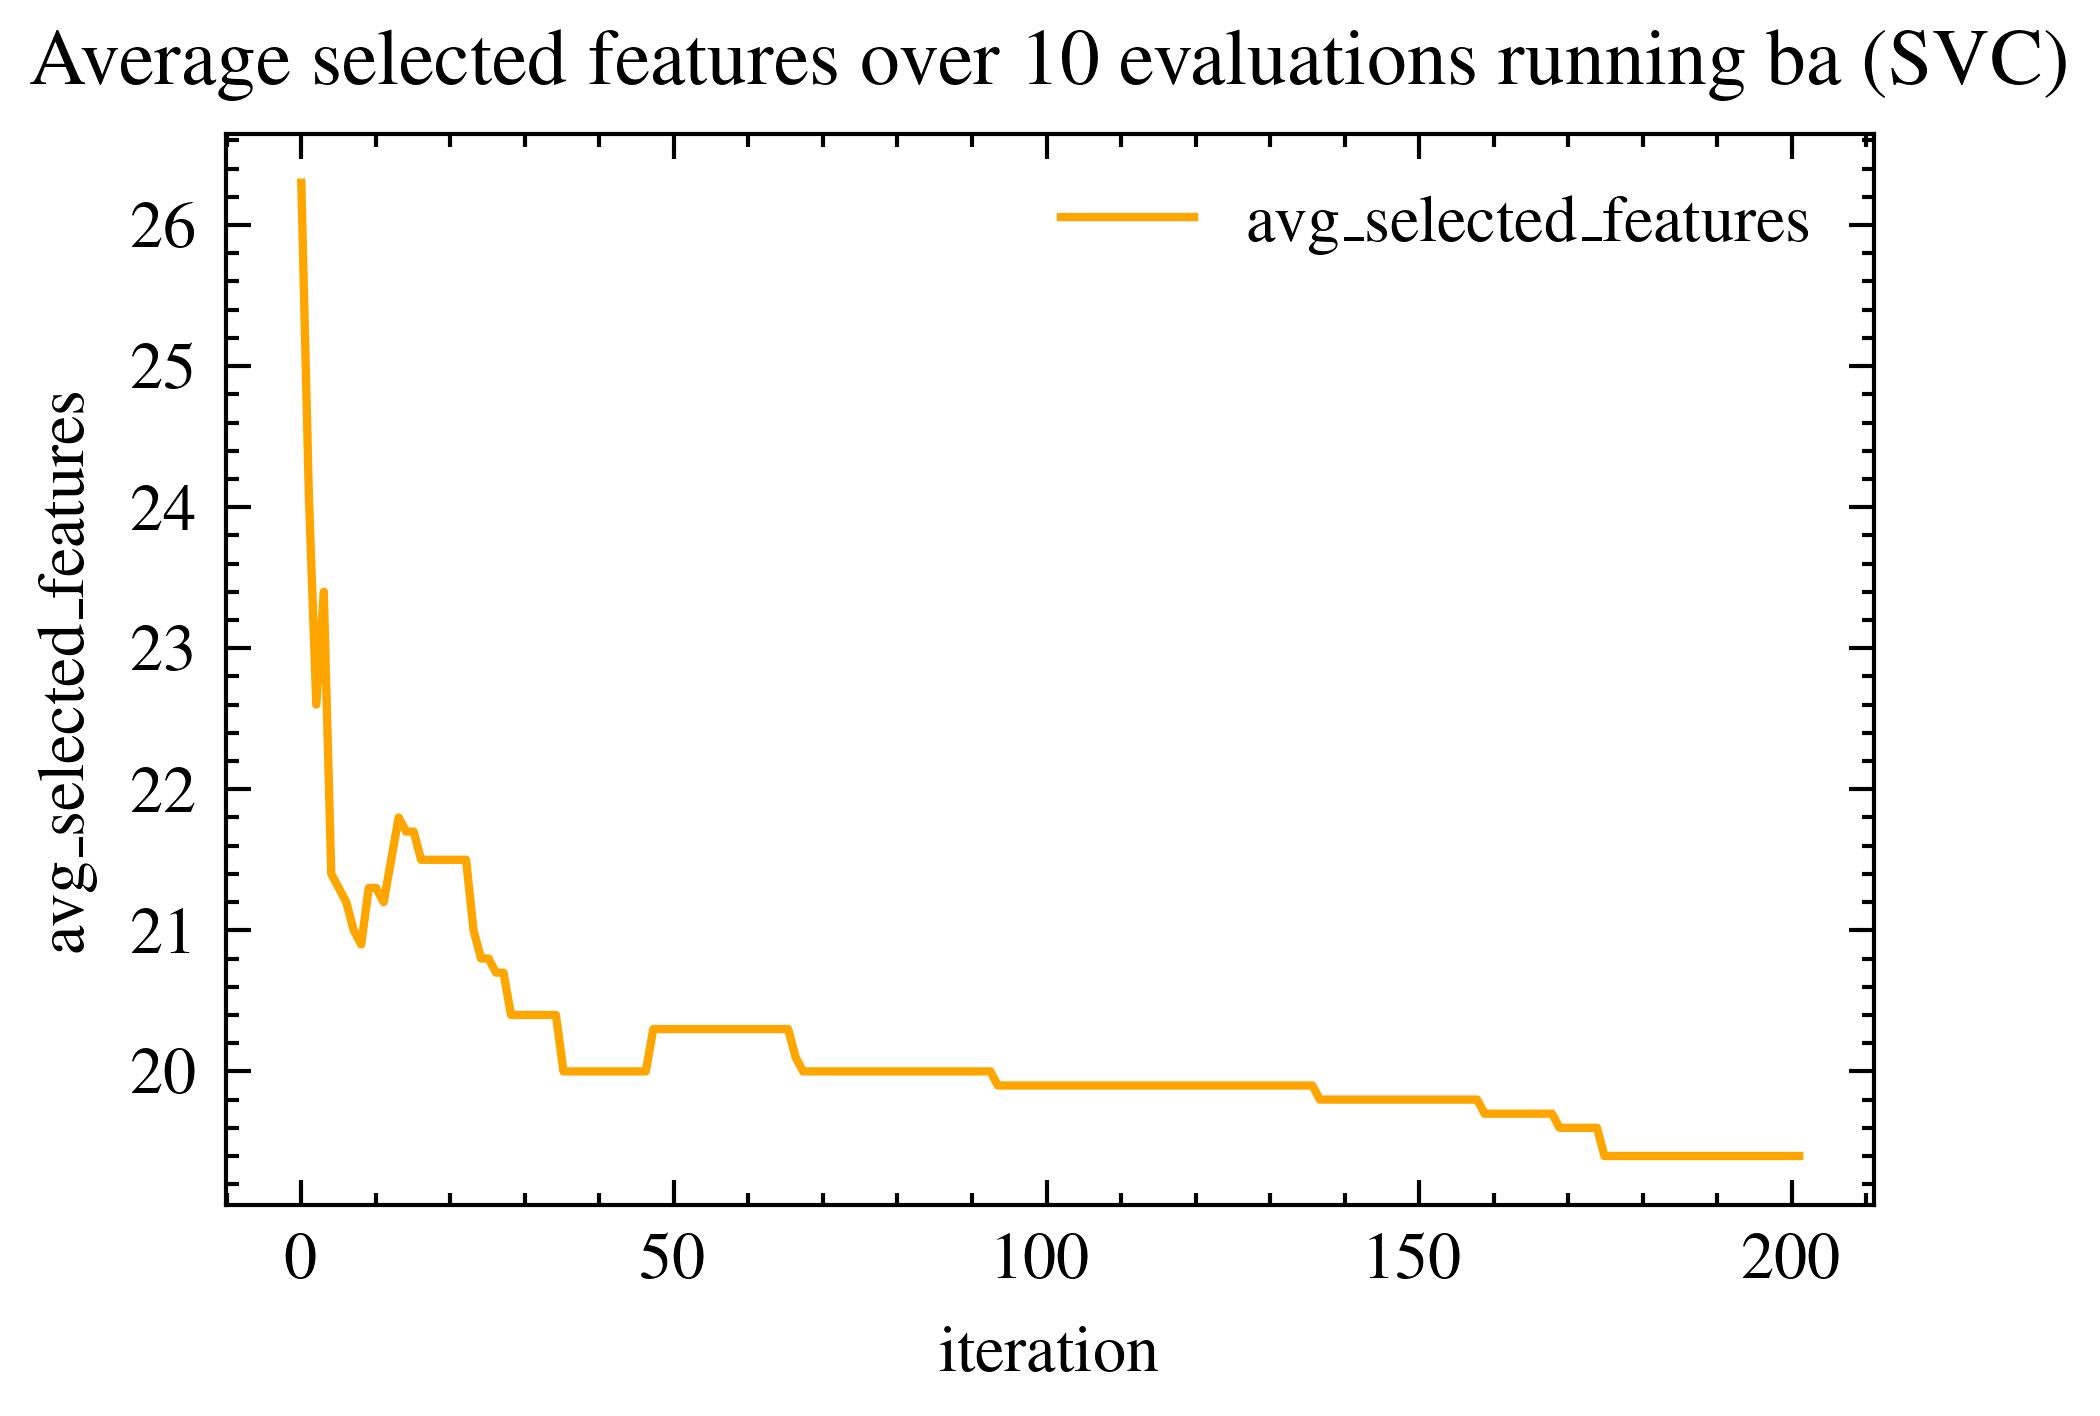 Average selected features over 10 evaluations running ba (SVC)
avg_selected_features
26
25
24
23
22
21
20
avg_selected_features
0 50 100 150 200
iteration